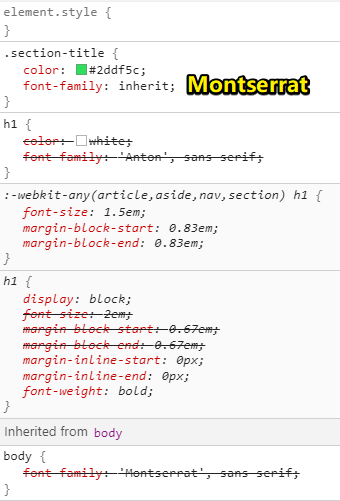 element.style {
}
.section-title {
color: #2ddf5c;
font-family: inherit; Montserrat
}
h1 {
color: white;
font-family: 'Anton', sans-serif;
}
:-webkit-any(article,aside,nav,section) h1 {
font-size: 1.5em;
margin-block-start: 0.83em;
margin-block-end: 0.83em;
}
h1 {
display: block;
font-size: 2em;
margin-block-start: 0.67em;
margin-block-end: 0.67em;
margin-inline-start: 0px;
margin-inline-end: 0px;
font-weight: bold;
}
Inherited from body
body {
font-family: 'Montserrat', sans-serif;
}